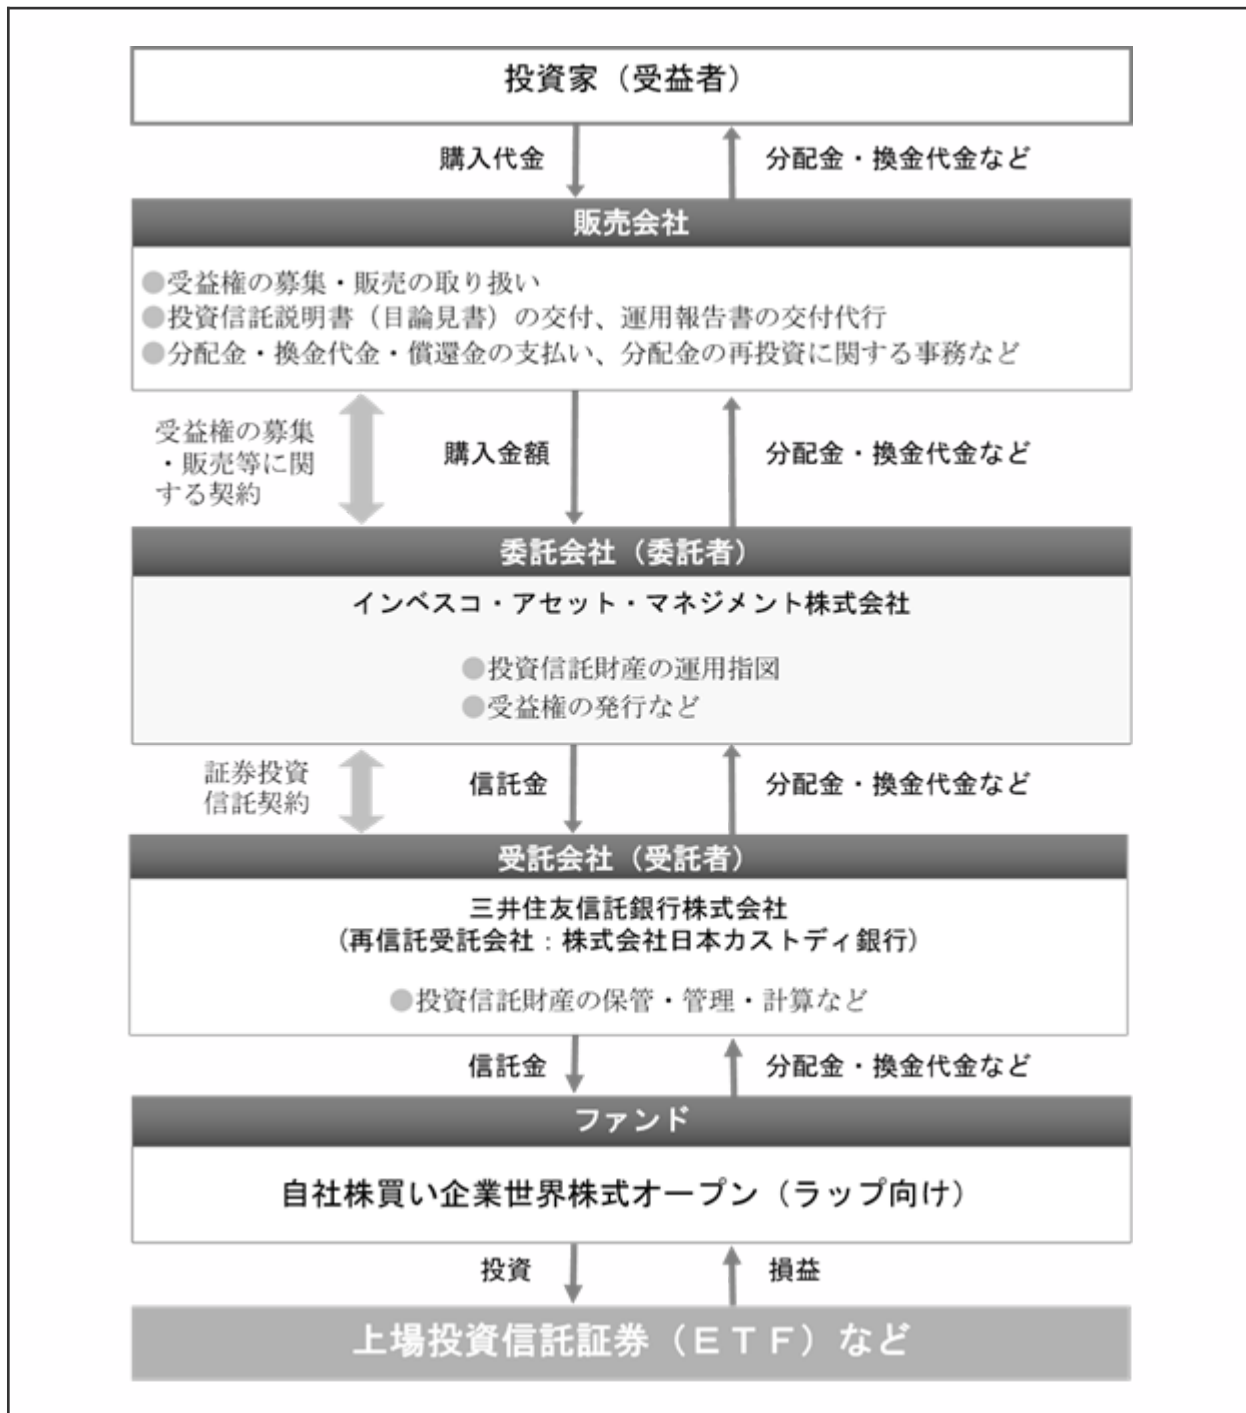 投資家（受益者）
購入代金
分配金・換金代金など
販売会社
●受益権の募集・販売の取り扱い
●投資信託説明書（目論見書）の交付、運用報告書の交付代行
●分配金・換金代金・償還金の支払い、分配金の再投資に関する事務など
受益権の募集
・販売等に関
する契約
購入金額
分配金・換金代金など
委託会社（委託者）
インベスコ・アセット・マネジメント株式会社
●投資信託財産の運用指図
●受益権の発行など
証券投資
信託契約
信託金
分配金・換金代金など
受託会社（受託者）
三井住友信託銀行株式会社
（再信託受託会社：株式会社日本カストディ銀行）
●投資信託財産の保管・管理・計算など
信託金
分配金・換金代金など
ファンド
自社株買い企業世界株式オープン（ラップ向け）
投資
損益
上場投資信託証券（ＥＴＦ）など